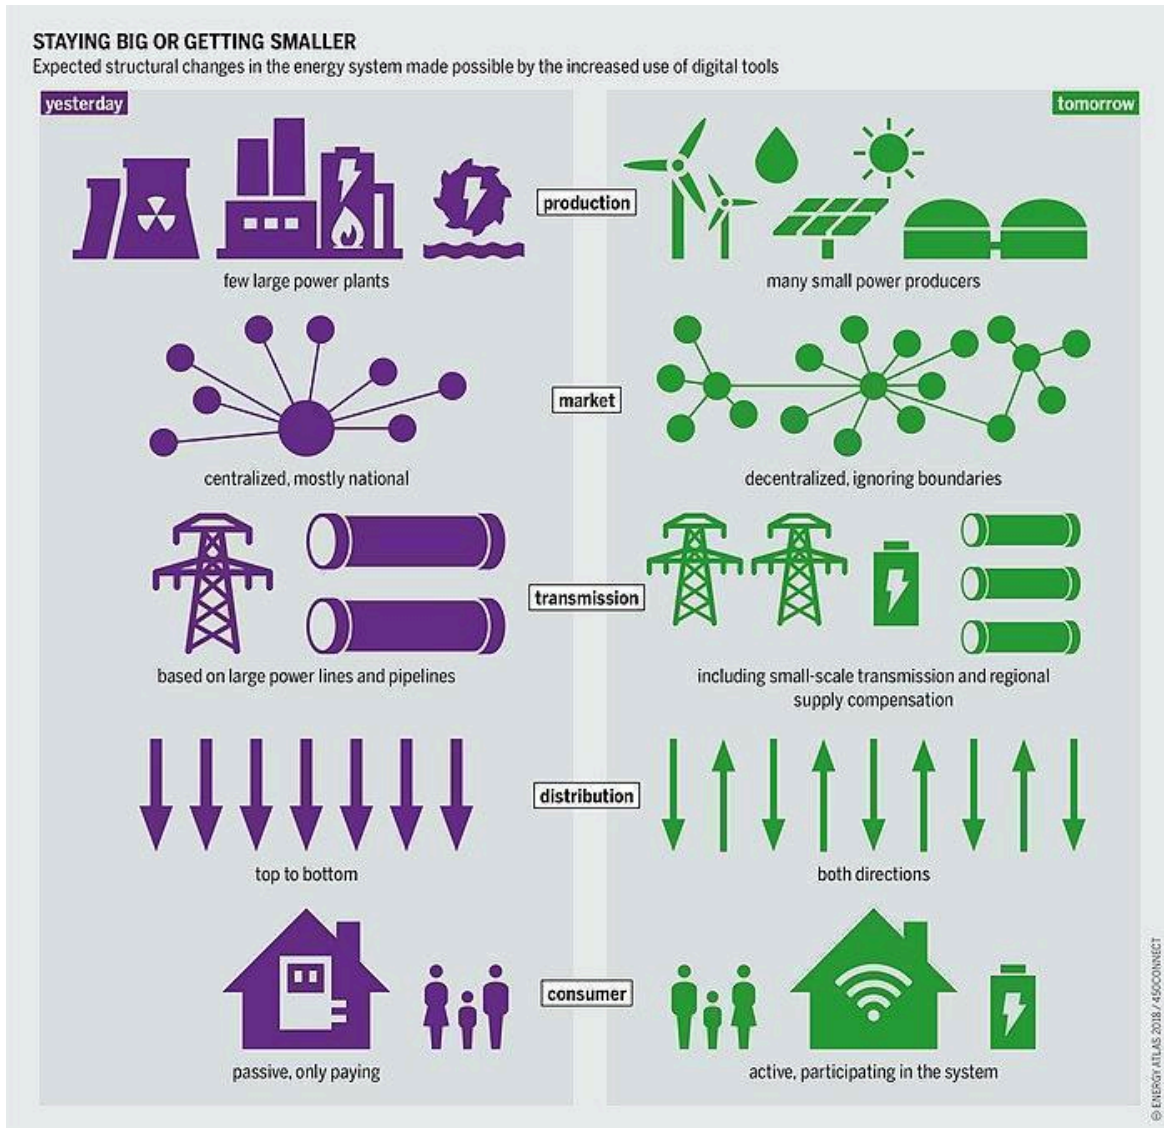 STAYING BIG OR GETTING SMALLER
Expected structural changes in the energy system made possible by the increased use of digital tools
yesterday
tomorrow
production
few large power plants
many small power producers
market
centralized, mostly national
decentralized, ignoring boundaries
transmission
based on large power lines and pipelines
including small-scale transmission and regional
supply compensation
distribution
top to bottom
both directions
consumer
passive, only paying
active, participating in the system
© ENERGY ATLAS 2018 / 450CONNECT